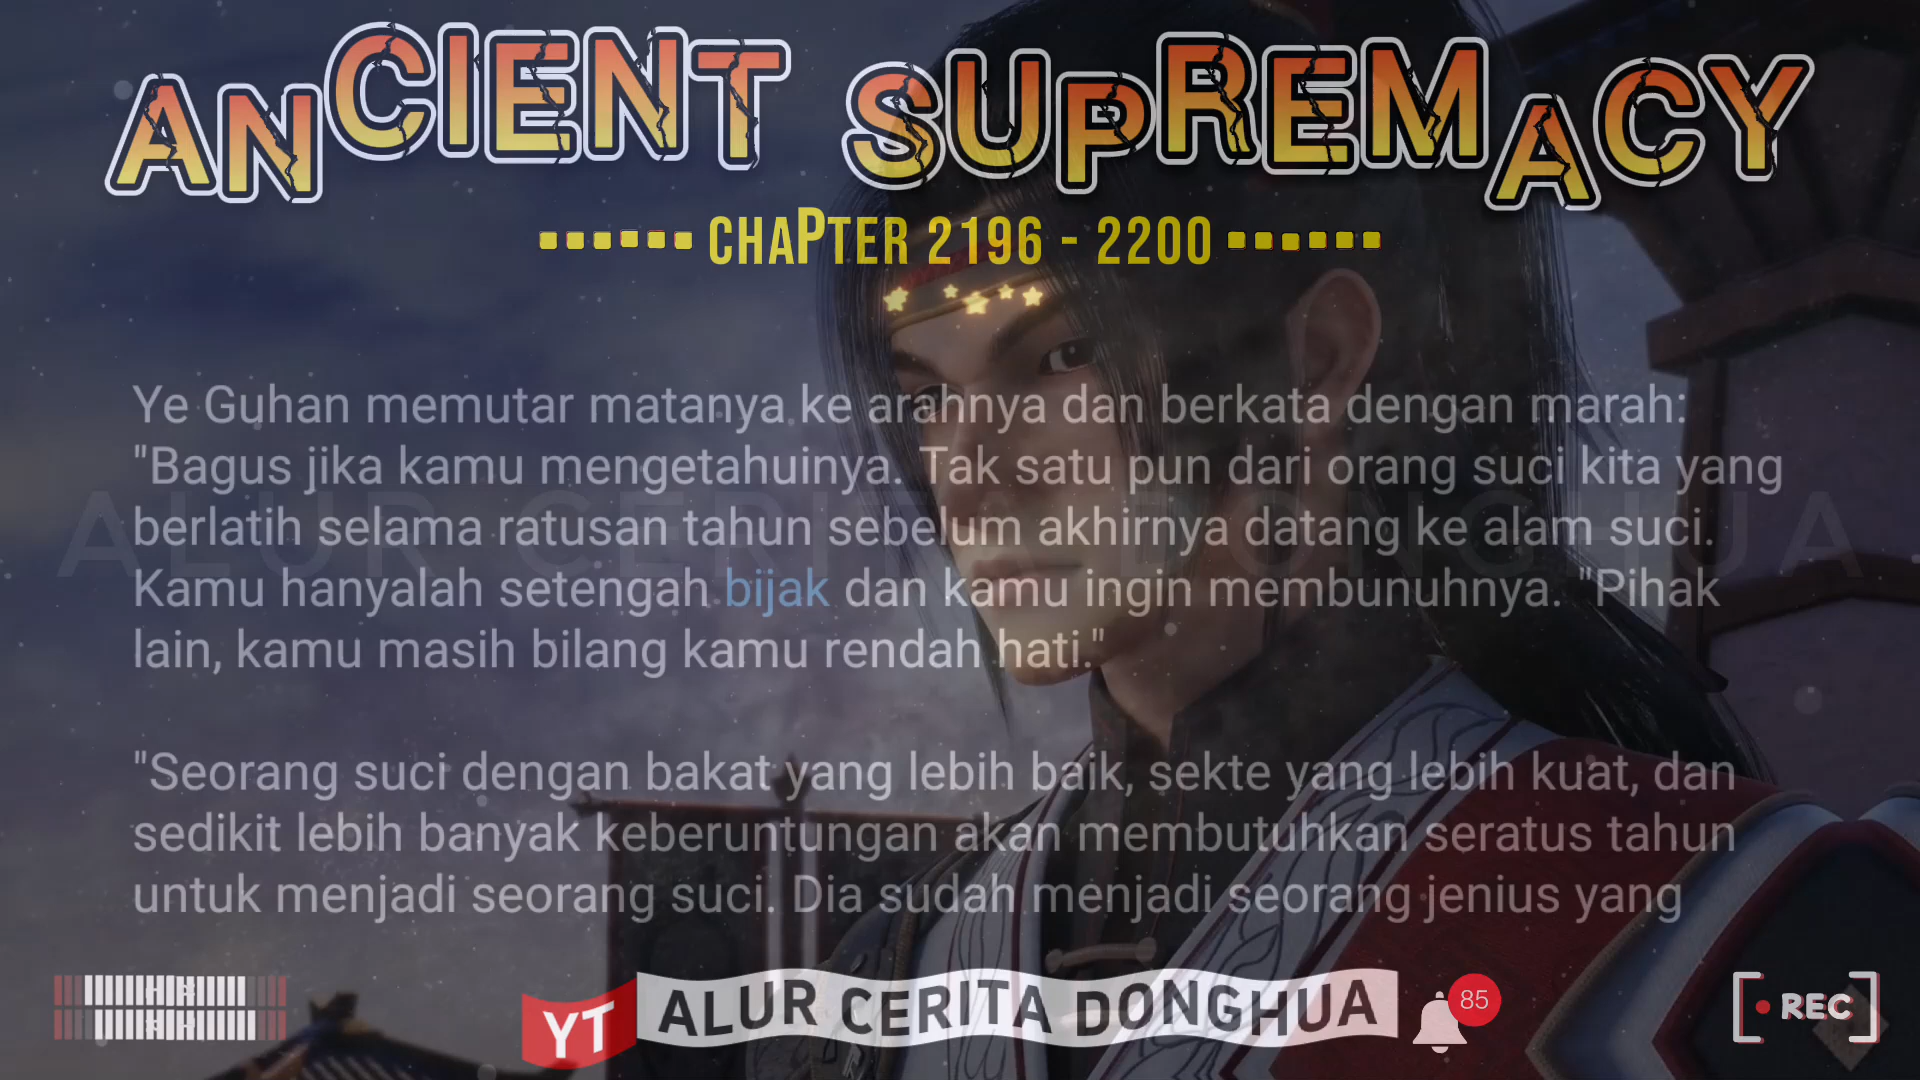 ANCIENT SUPREMACY
CHAPTER 2196 - 2200
Ye Guhan memutar matanya ke arahnya dan berkata dengan marah:
"Bagus jika kamu mengetahuinya. Tak satu pun dari orang suci kita yang
berlatih selama ratusan tahun sebelum akhirnya datang ke alam suci.
Kamu hanyalah setengah bijak dan kamu ingin membunuhnya. "Pihak
lain, kamu masih bilang kamu rendah hati."
"Seorang suci dengan bakat yang lebih baik, sekte yang lebih kuat, dan
sedikit lebih banyak keberuntungan akan membutuhkan seratus tahun
untuk menjadi seorang suci. Dia sudah menjadi seorang jenius yang
ALUR CERITA DONGHUA
YT ALUR CERITA DONGHUA
85
REC